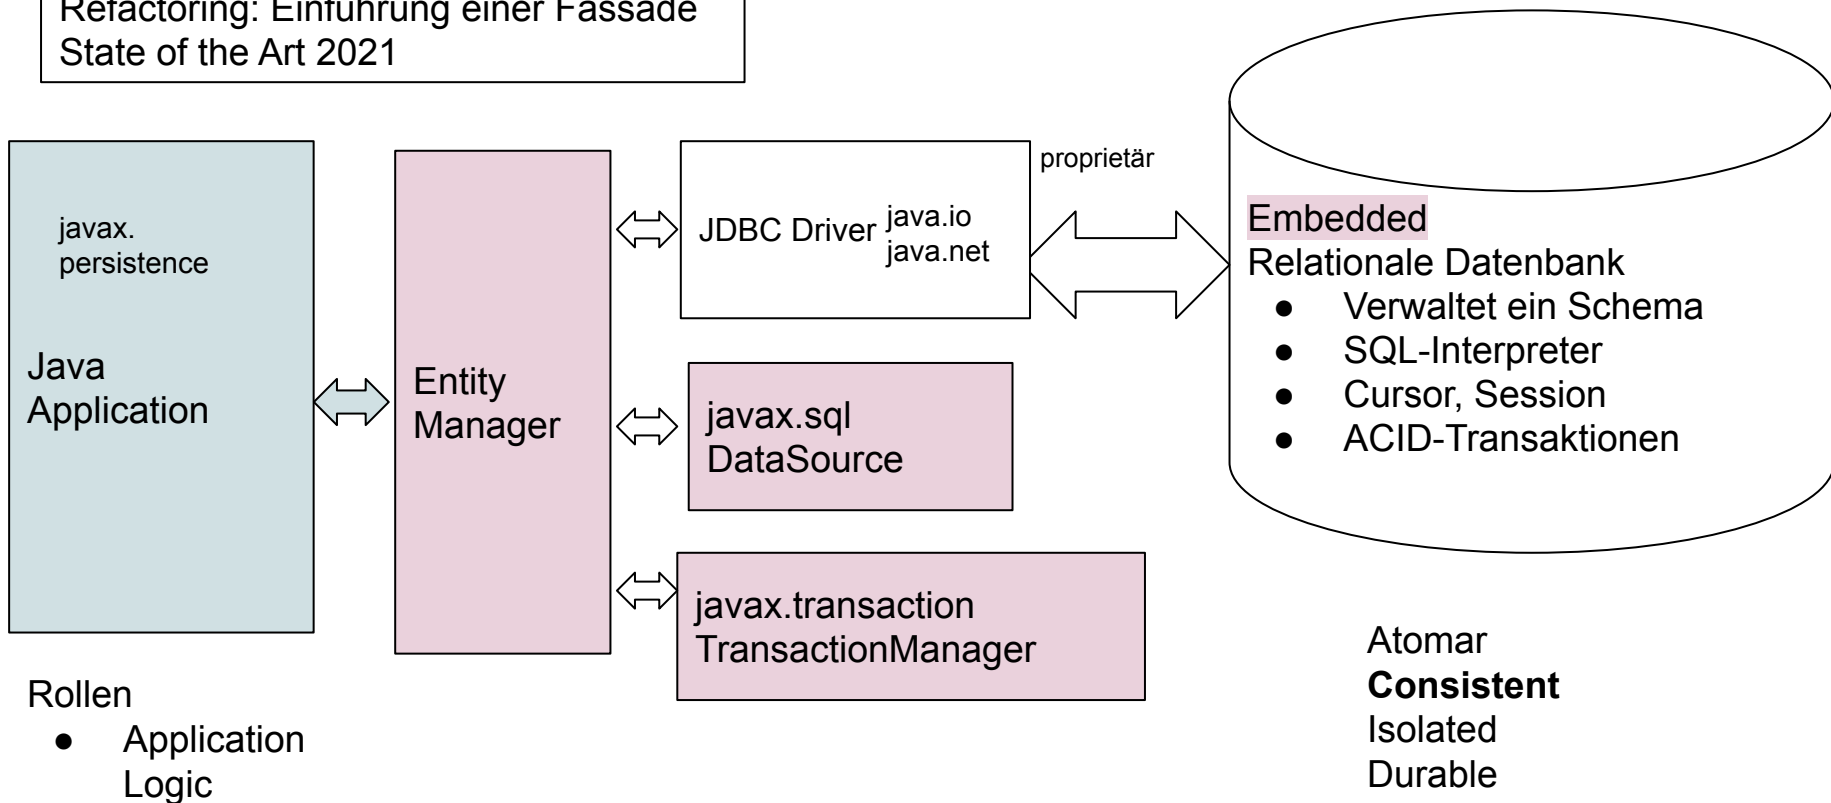 Refactoring: Einführung einer Fassade
State of the Art 2021
javax.
persistence
Java
Application
Entity
Manager
JDBC Driver
java.io
java.net
proprietär
javax.sql
DataSource
javax.transaction
TransactionManager
Embedded
Relationale Datenbank
● Verwaltet ein Schema
● SQL-Interpreter
● Cursor, Session
● ACID-Transaktionen
Rollen
● Application
Logic
Atomar
Consistent
Isolated
Durable